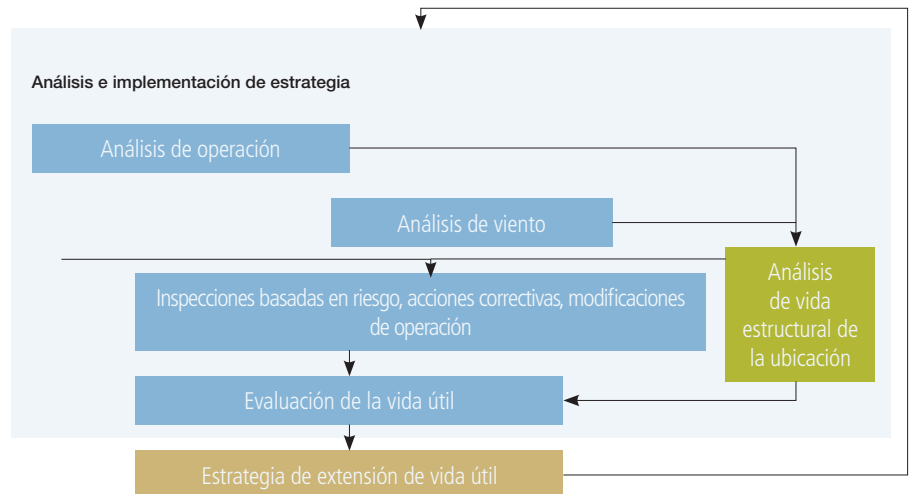 Análisis e implementación de estrategia
Análisis de operación
Análisis de viento
Inspecciones basadas en riesgo, acciones correctivas, modificaciones
de operación
Análisis
de vida
estructural de
la ubicación
Evaluación de la vida útil
Estrategia de extensión de vida útil